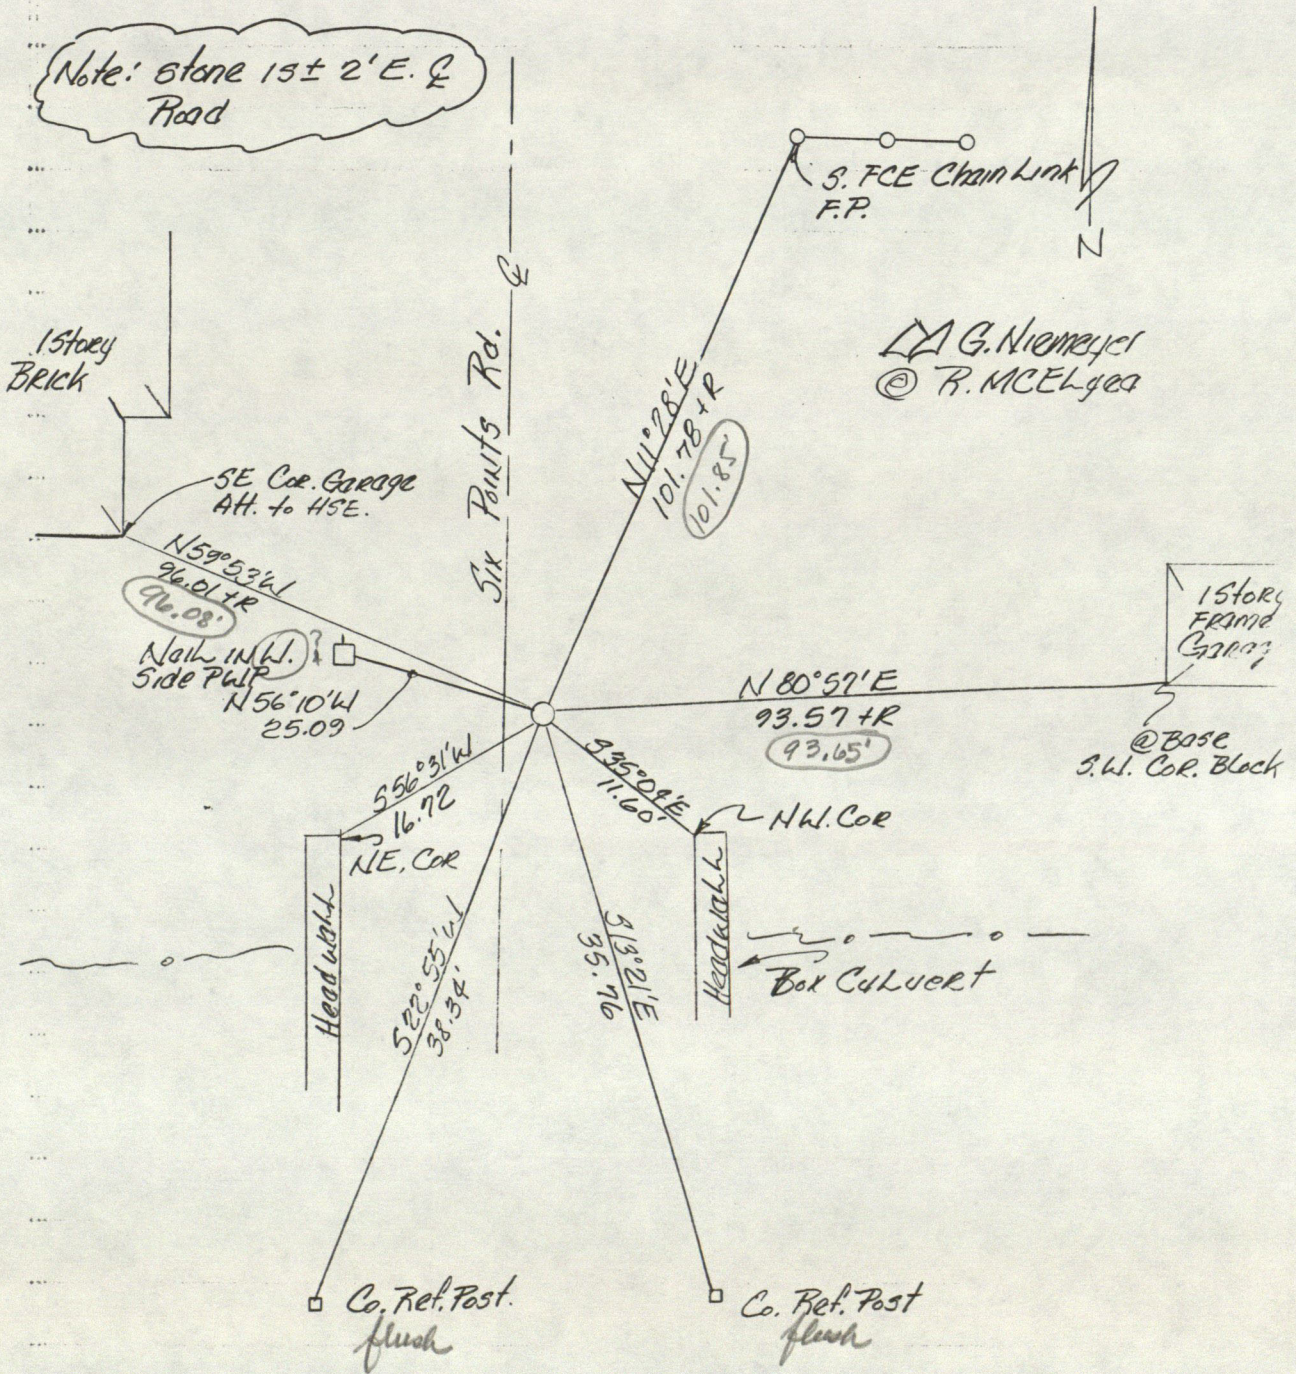 Note: stone is ± 2' E. ℄
Road
S. FCE Chain Link
F.P.
N
℄
Six Points Rd.
1 Story
Brick
G. Niemeyer
@ R. McElyea
N11°28'E
101.78+R
101.85'
SE Cor. Garage
Att. to HSE.
N59°53'W
96.01+R
96.08'
1 Story
Frame
Garag
Nail in W. ?
Side PWP
N56°10'W
25.09
N80°57'E
93.57+R
93.65'
@ Base
S.W. Cor. Block
S56°31'W
16.72
NE. Cor
S35°04'E
11.60'
NW. Cor
Headwall
Headwall
Box Culvert
S22°55'W
38.34'
S13°21'E
35.76
Co. Ref. Post.
flush
Co. Ref. Post
flush